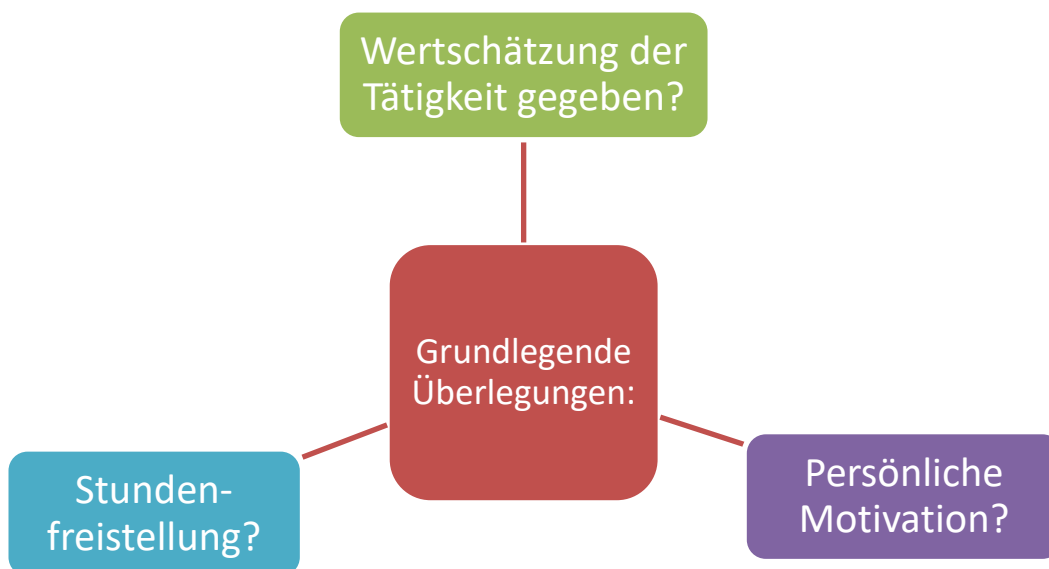 Wertschätzung der
Tätigkeit gegeben?
Grundlegende
Überlegungen:
Stunden-
freistellung?
Persönliche
Motivation?